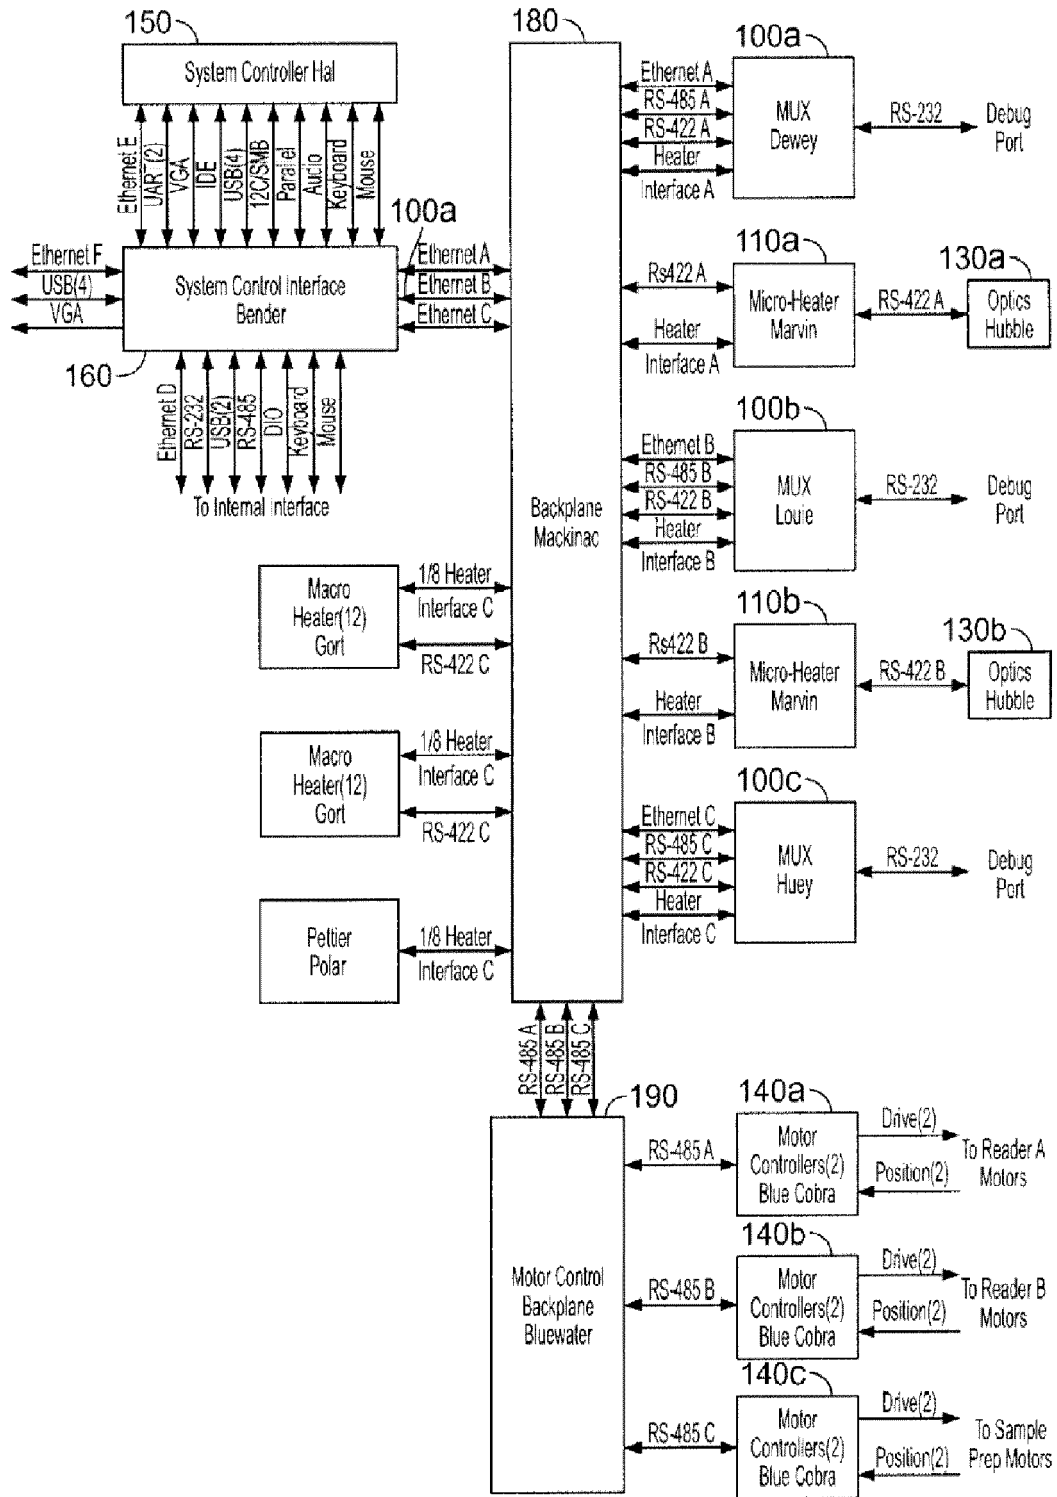 150
System Controller Hal
Ethernet E
UART(2)
VGA
IDE
USB(4)
12C/SMB
Parallel
Audio
Keyboard
Mouse
100a
Ethernet F
USB(4)
VGA
System Control Interface
Bender
160
Ethernet A
Ethernet B
Ethernet C
Ethernet D
RS-232
USB(2)
RS-485
DIO
Keyboard
Mouse
To Internal Interface
Macro
Heater(12)
Gort
1/8 Heater
Interface C
RS-422 C
Macro
Heater(12)
Gort
1/8 Heater
Interface C
RS-422 C
Pettier
Polar
1/8 Heater
Interface C
180
Backplane
Mackinac
Ethernet A
RS-485 A
RS-422 A
Heater
Interface A
100a
MUX
Dewey
RS-232
Debug
Port
Rs422 A
Heater
Interface A
110a
Micro-Heater
Marvin
RS-422 A
130a
Optics
Hubble
Ethernet B
RS-485 B
RS-422 B
Heater
Interface B
100b
MUX
Louie
RS-232
Debug
Port
Rs422 B
Heater
Interface B
110b
Micro-Heater
Marvin
RS-422 B
130b
Optics
Hubble
Ethernet C
RS-485 C
RS-422 C
Heater
Interface C
100c
MUX
Huey
RS-232
Debug
Port
RS-485 A
RS-485 B
RS-485 C
190
Motor Control
Backplane
Bluewater
RS-485 A
140a
Motor
Controllers(2)
Blue Cobra
Drive(2)
Position(2)
To Reader A
Motors
RS-485 B
140b
Motor
Controllers(2)
Blue Cobra
Drive(2)
Position(2)
To Reader B
Motors
RS-485 C
140c
Motor
Controllers(2)
Blue Cobra
Drive(2)
Position(2)
To Sample
Prep Motors